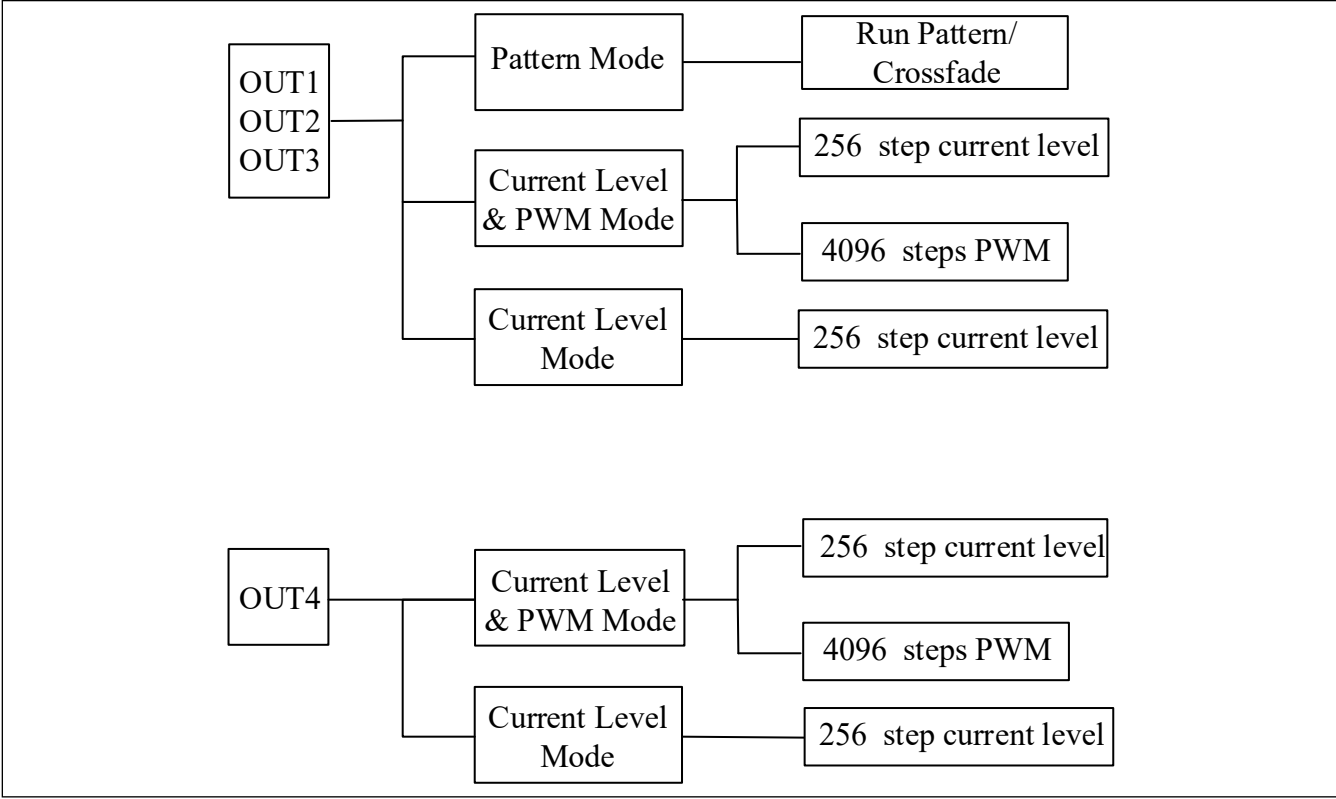 OUT1
OUT2
OUT3
Pattern Mode
Run Pattern/
Crossfade
Current Level
& PWM Mode
256 step current level
4096 steps PWM
Current Level
Mode
256 step current level
OUT4
Current Level
& PWM Mode
256 step current level
4096 steps PWM
Current Level
Mode
256 step current level